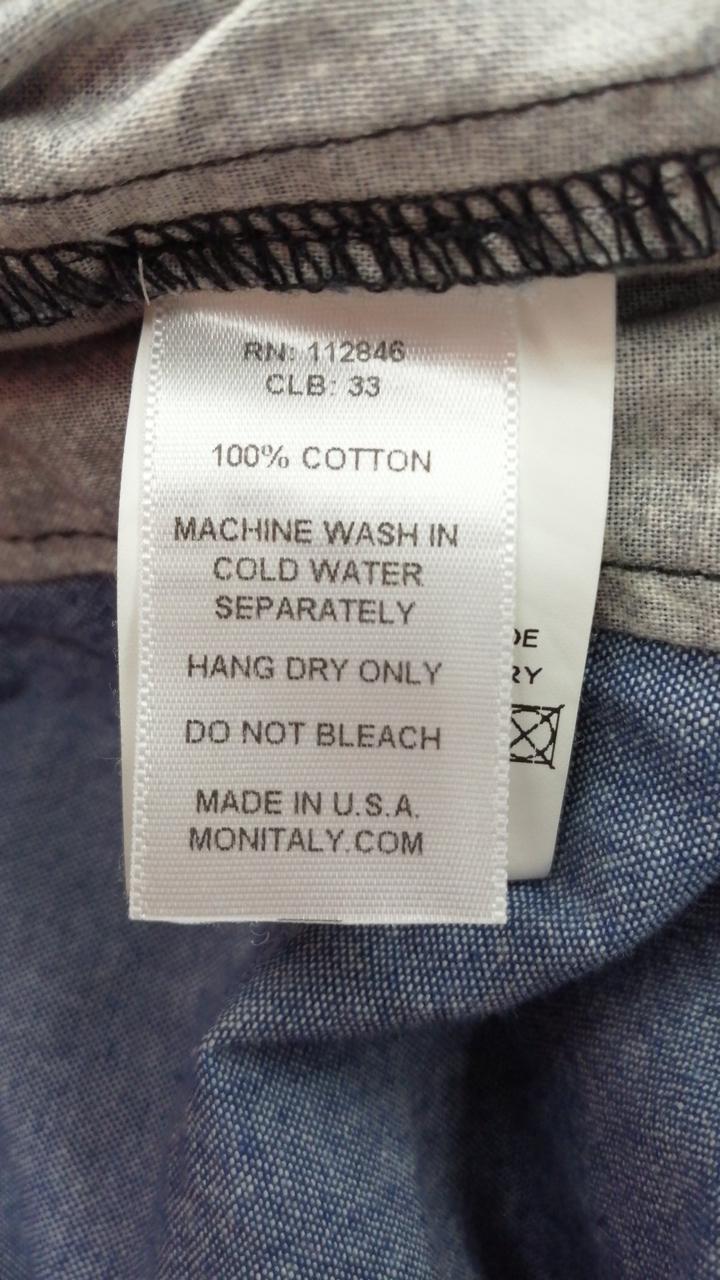 RN: 112846
CLB: 33
100% COTTON
MACHINE WASH IN
COLD WATER
SEPARATELY
HANG DRY ONLY
DO NOT BLEACH
MADE IN U.S.A.
MONITALY.COM